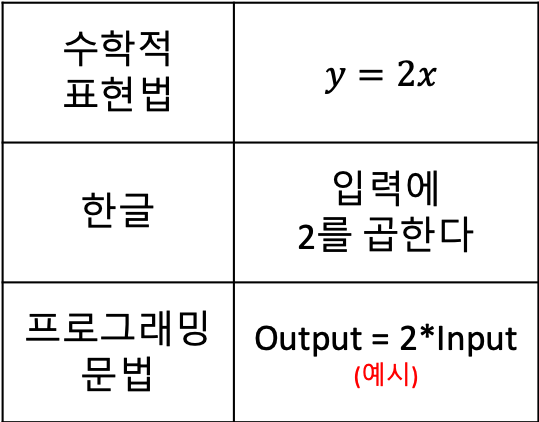 수학적
표현법
y = 2x
한글
입력에
2를 곱한다
프로그래밍
문법
Output = 2*Input
(예시)